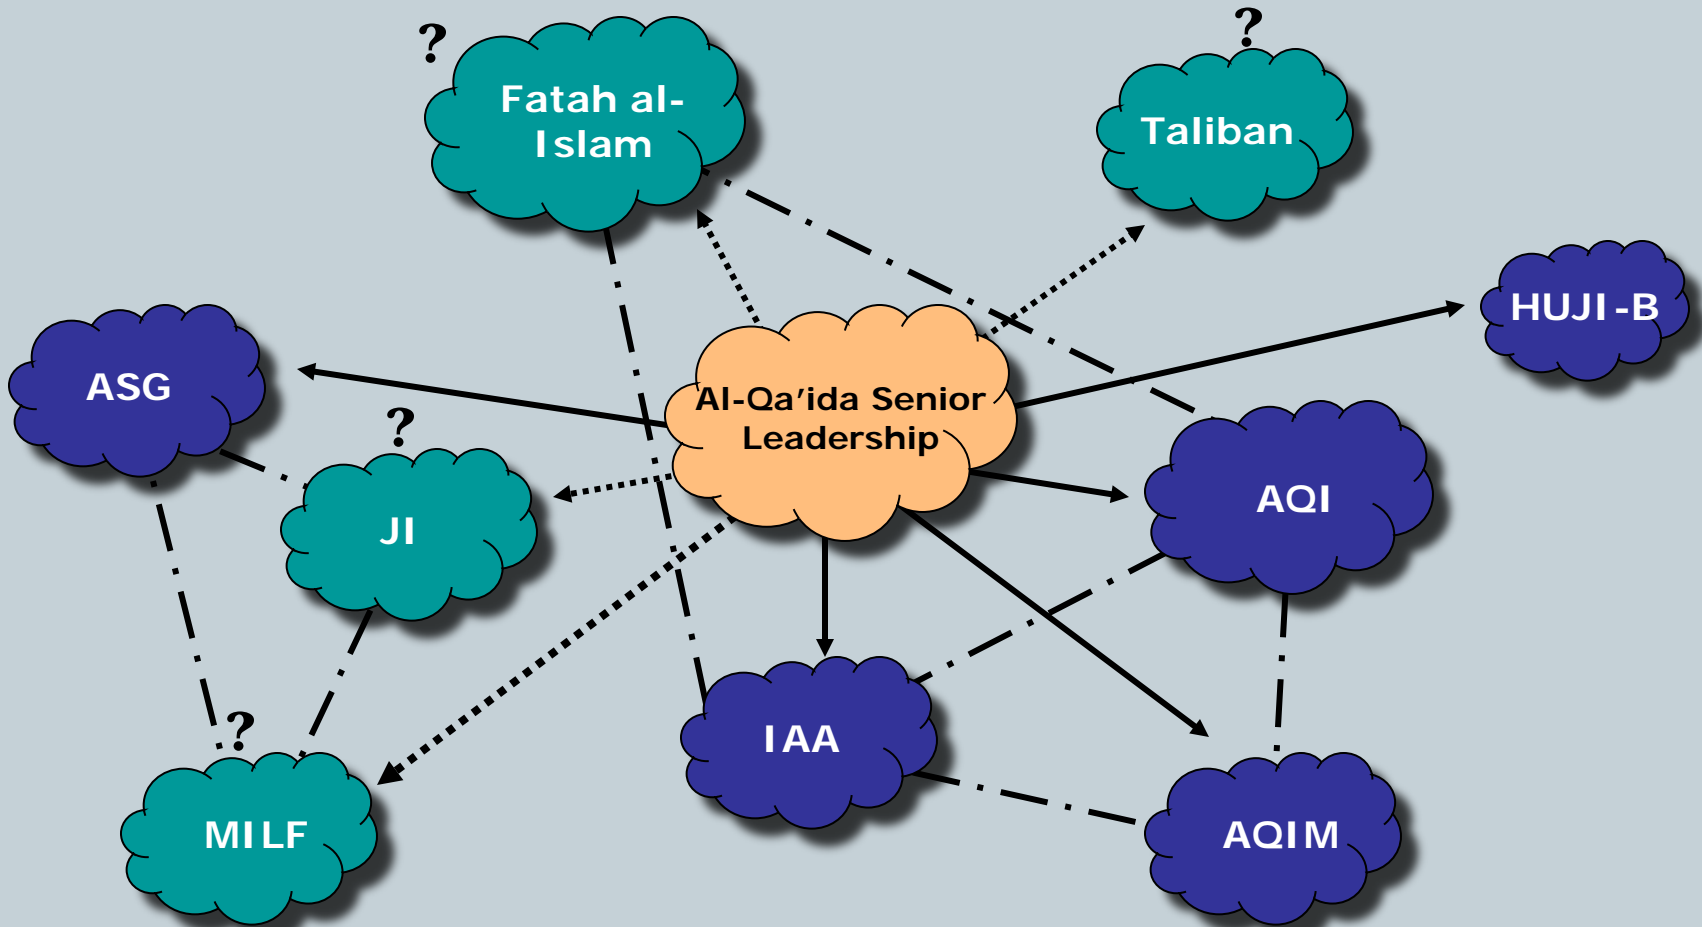 ?
?
Fatah al-
Islam
Taliban
HUJI-B
ASG
Al-Qa’ida Senior
Leadership
?
JI
AQI
?
IAA
MILF
AQIM